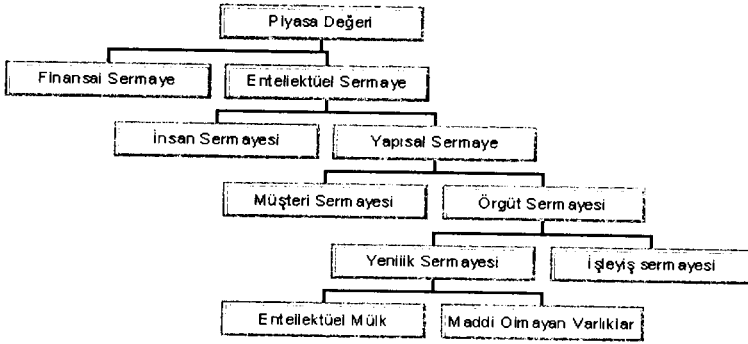 Piyasa Değeri
Finansal Sermaye
Entellektüel Sermaye
İnsan Sermayesi
Yapısal Sermaye
Müşteri Sermayesi
Örgüt Sermayesi
Yenilik Sermayesi
İşleyiş sermayesi
Entellektüel Mülk
Maddi Olmayan Varlıklar